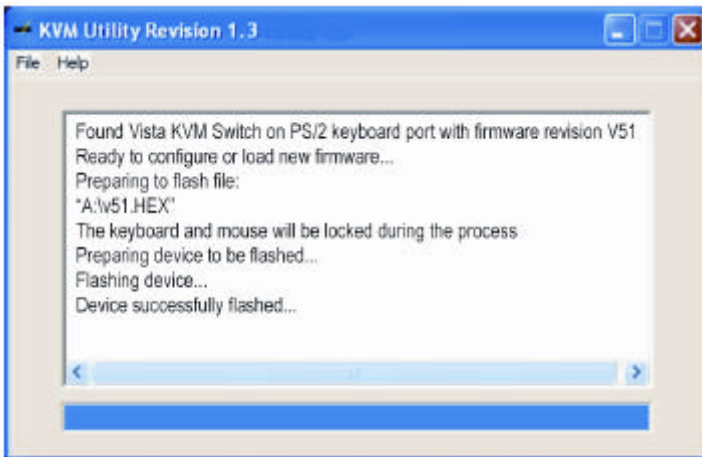 KVM Utility Revision 1.3
File Help
Found Vista KVM Switch on PS/2 keyboard port with firmware revision V51
Ready to configure or load new firmware...
Preparing to flash file:
"A:\v51.HEX"
The keyboard and mouse will be locked during the process
Preparing device to be flashed...
Flashing device...
Device successfully flashed...